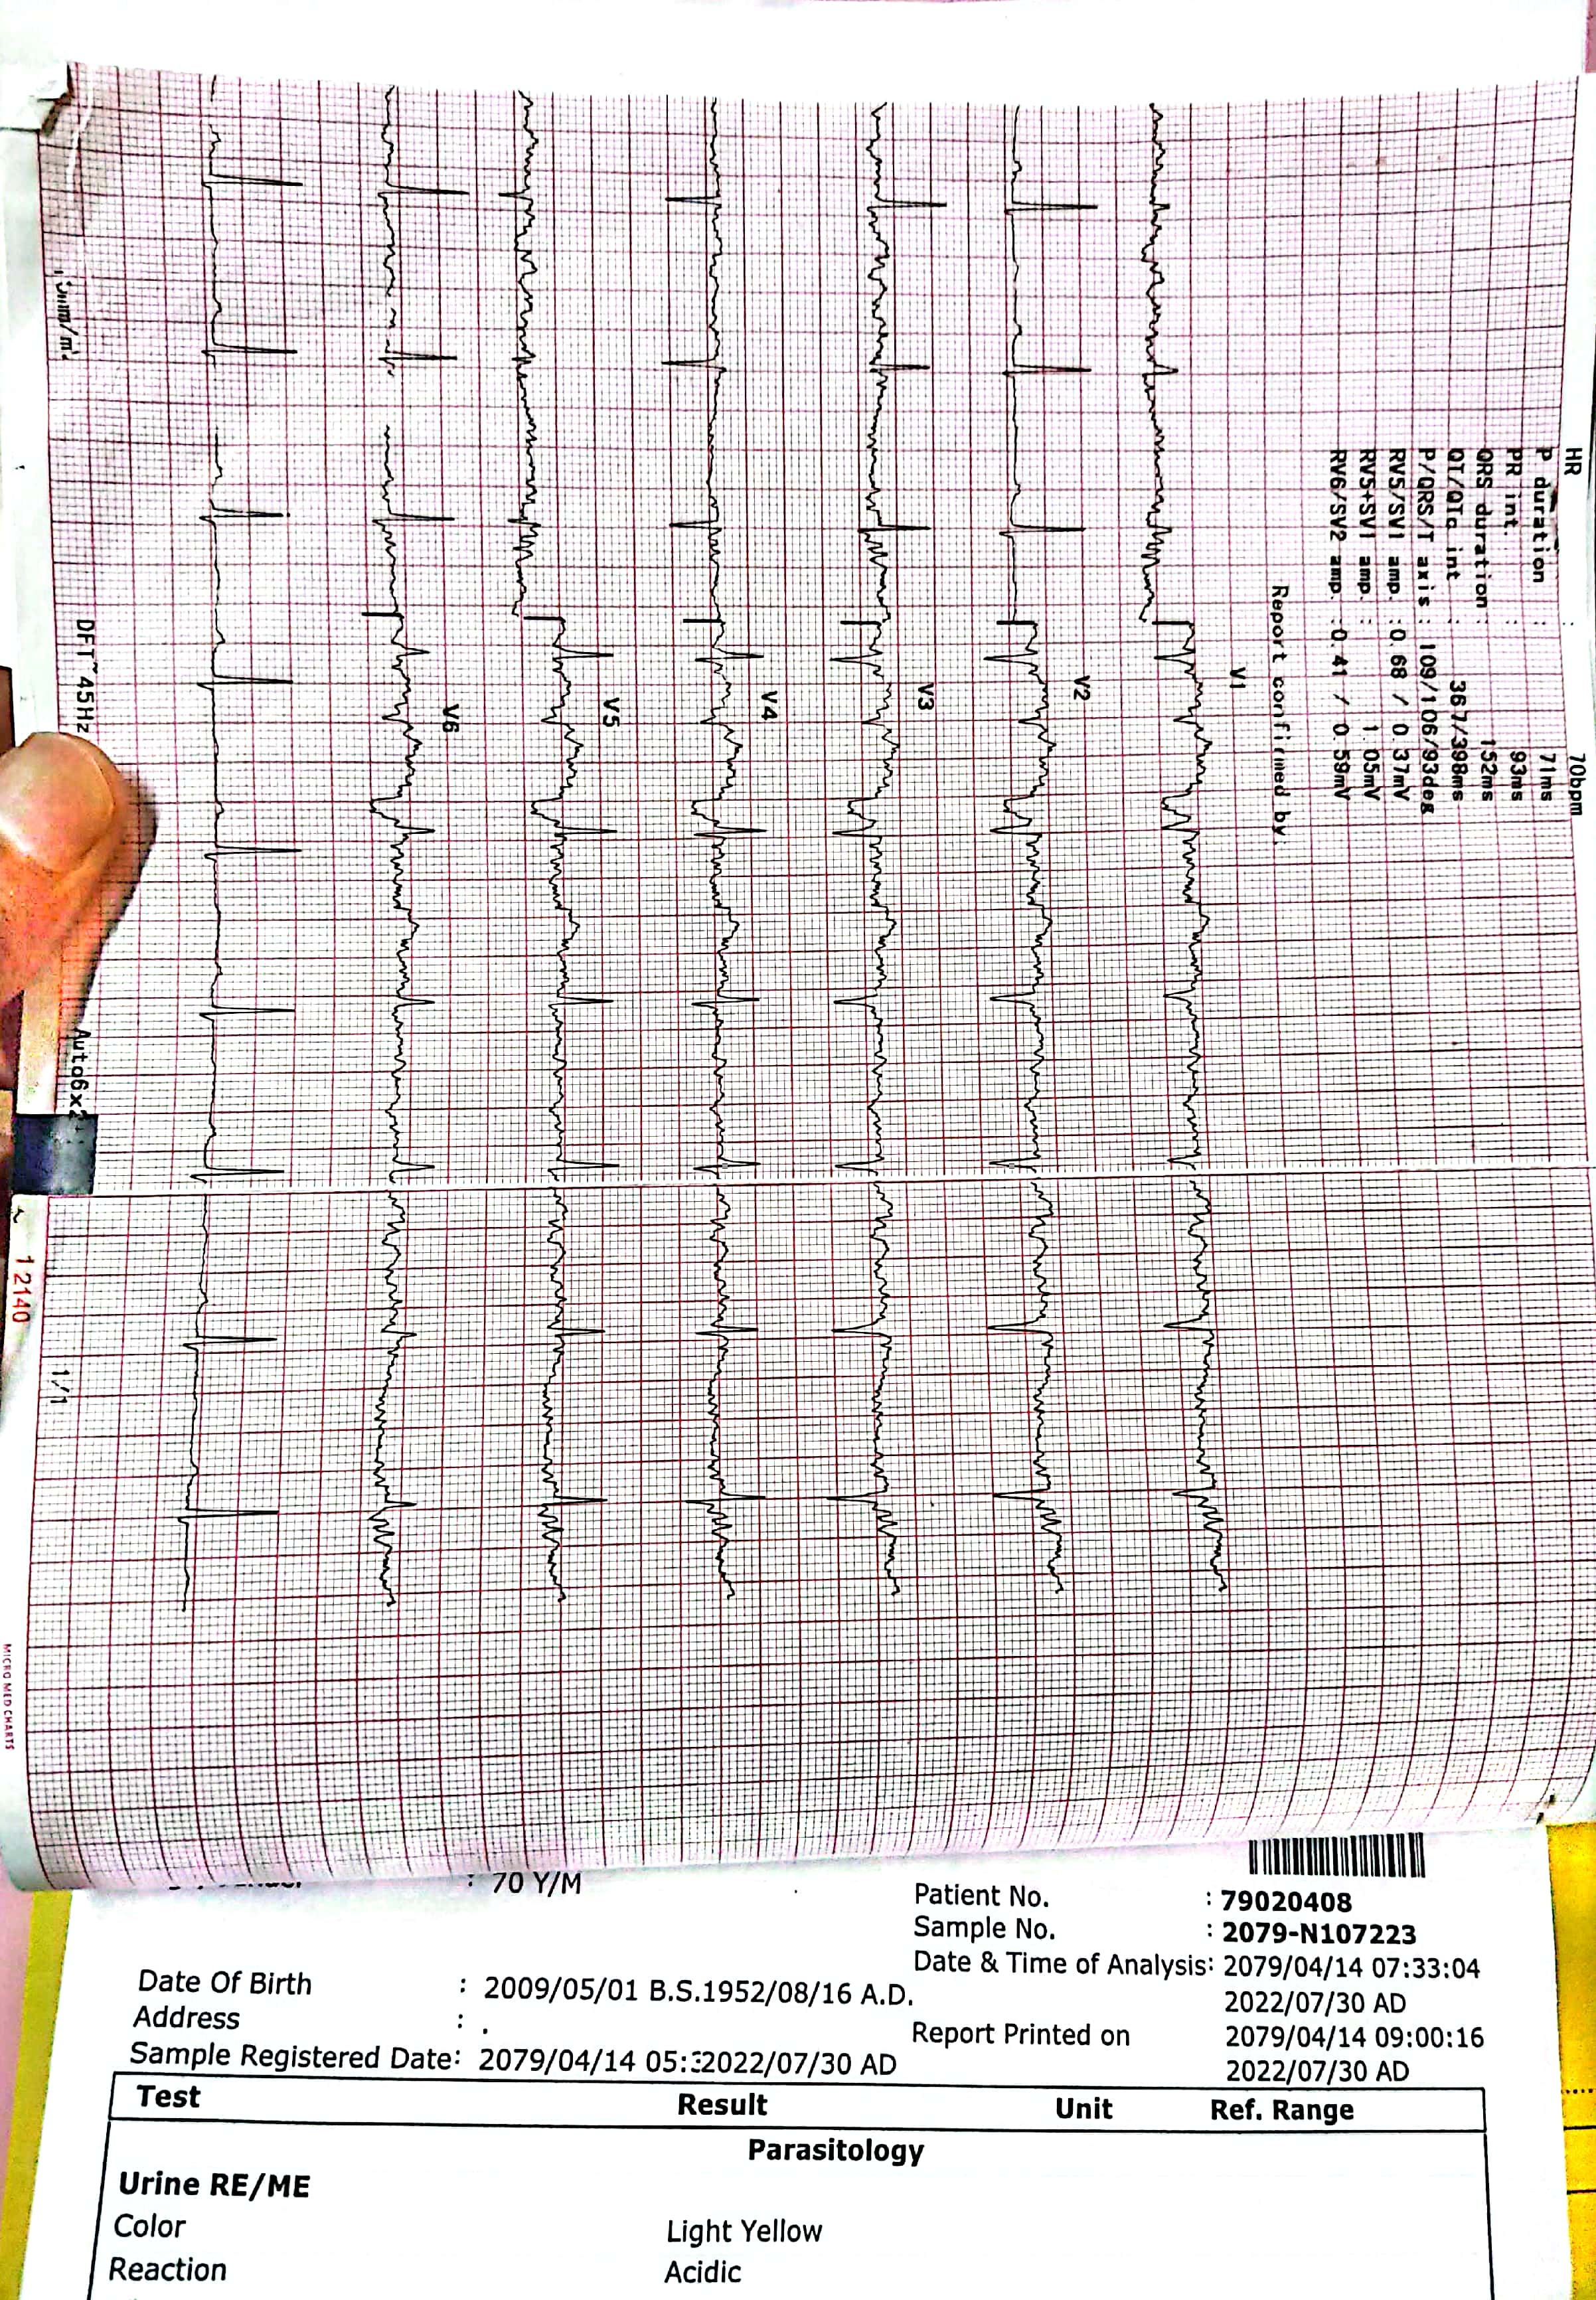 HR : 70bpm
P duration : 71ms
PR int. : 93ms
QRS duration : 152ms
QT/QTc int : 367/398ms
P/QRS/T axis : 109/106/93deg
RV5/SV1 amp. : 0.68 / 0.37mV
RV5+SV1 amp. : 1.05mV
RV6/SV2 amp. : 0.41 / 0.59mV
Report confirmed by:
V1
V2
V3
V4
V5
V6
DFT~45Hz
12140
1/1
MICRO MED CHARTS
: 70 Y/M
Patient No. : 79020408
Sample No. : 2079-N107223
Date & Time of Analysis: 2079/04/14 07:33:04
2022/07/30 AD
Date Of Birth : 2009/05/01 B.S.1952/08/16 A.D.
Address : .
Report Printed on 2079/04/14 09:00:16
2022/07/30 AD
Sample Registered Date: 2079/04/14 2022/07/30 AD
Test Result Unit Ref. Range
Parasitology
Urine RE/ME
Color Light Yellow
Reaction Acidic